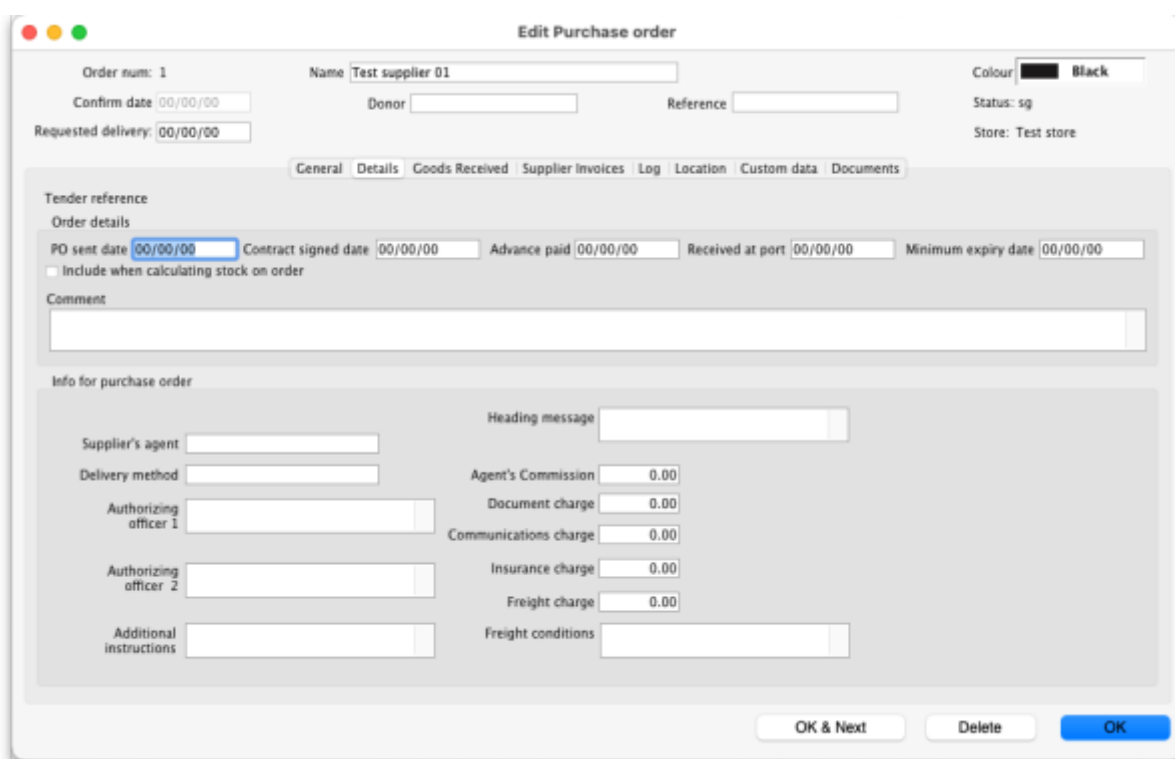 Edit Purchase order
Order num: 1 Name Test supplier 01 Colour Black
Confirm date 00/00/00 Donor Reference Status: sg
Requested delivery: 00/00/00 Store: Test store
General Details Goods Received Supplier Invoices Log Location Custom data Documents
Tender reference
Order details
PO sent date 00/00/00 Contract signed date 00/00/00 Advance paid 00/00/00 Received at port 00/00/00 Minimum expiry date 00/00/00
Include when calculating stock on order
Comment
Info for purchase order
Heading message
Supplier's agent
Delivery method Agent's Commission 0.00
Authorizing officer 1 Document charge 0.00
Communications charge 0.00
Authorizing officer 2 Insurance charge 0.00
Freight charge 0.00
Additional instructions Freight conditions
OK & Next Delete OK